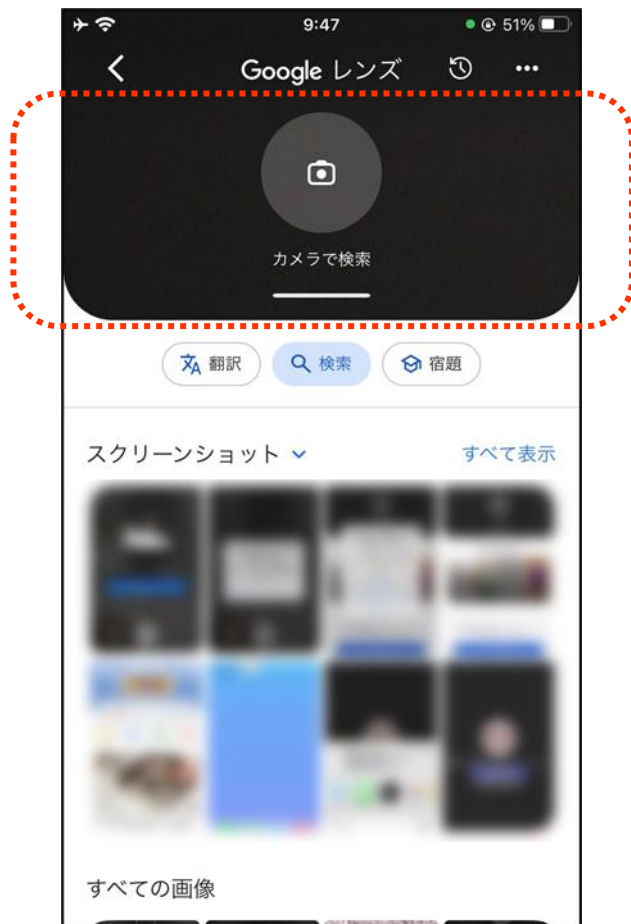 9:47 51%
Google レンズ
カメラで検索
翻訳 検索 宿題
スクリーンショット すべて表示
すべての画像